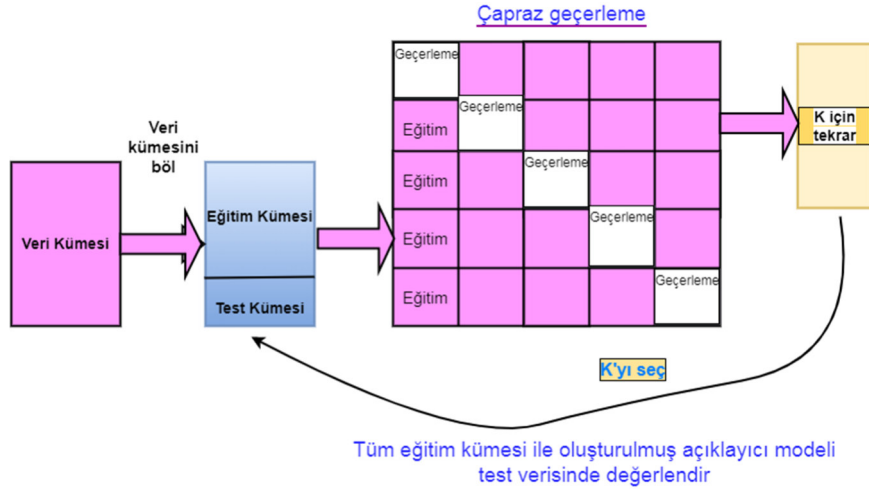 Çapraz geçerleme
Geçerleme
Eğitim
Geçerleme
Eğitim
Geçerleme
Eğitim
Geçerleme
Eğitim
Geçerleme
K için
tekrar
Veri
kümesini
böl
Veri Kümesi
Eğitim Kümesi
Test Kümesi
K'yı seç
Tüm eğitim kümesi ile oluşturulmuş açıklayıcı modeli
test verisinde değerlendir